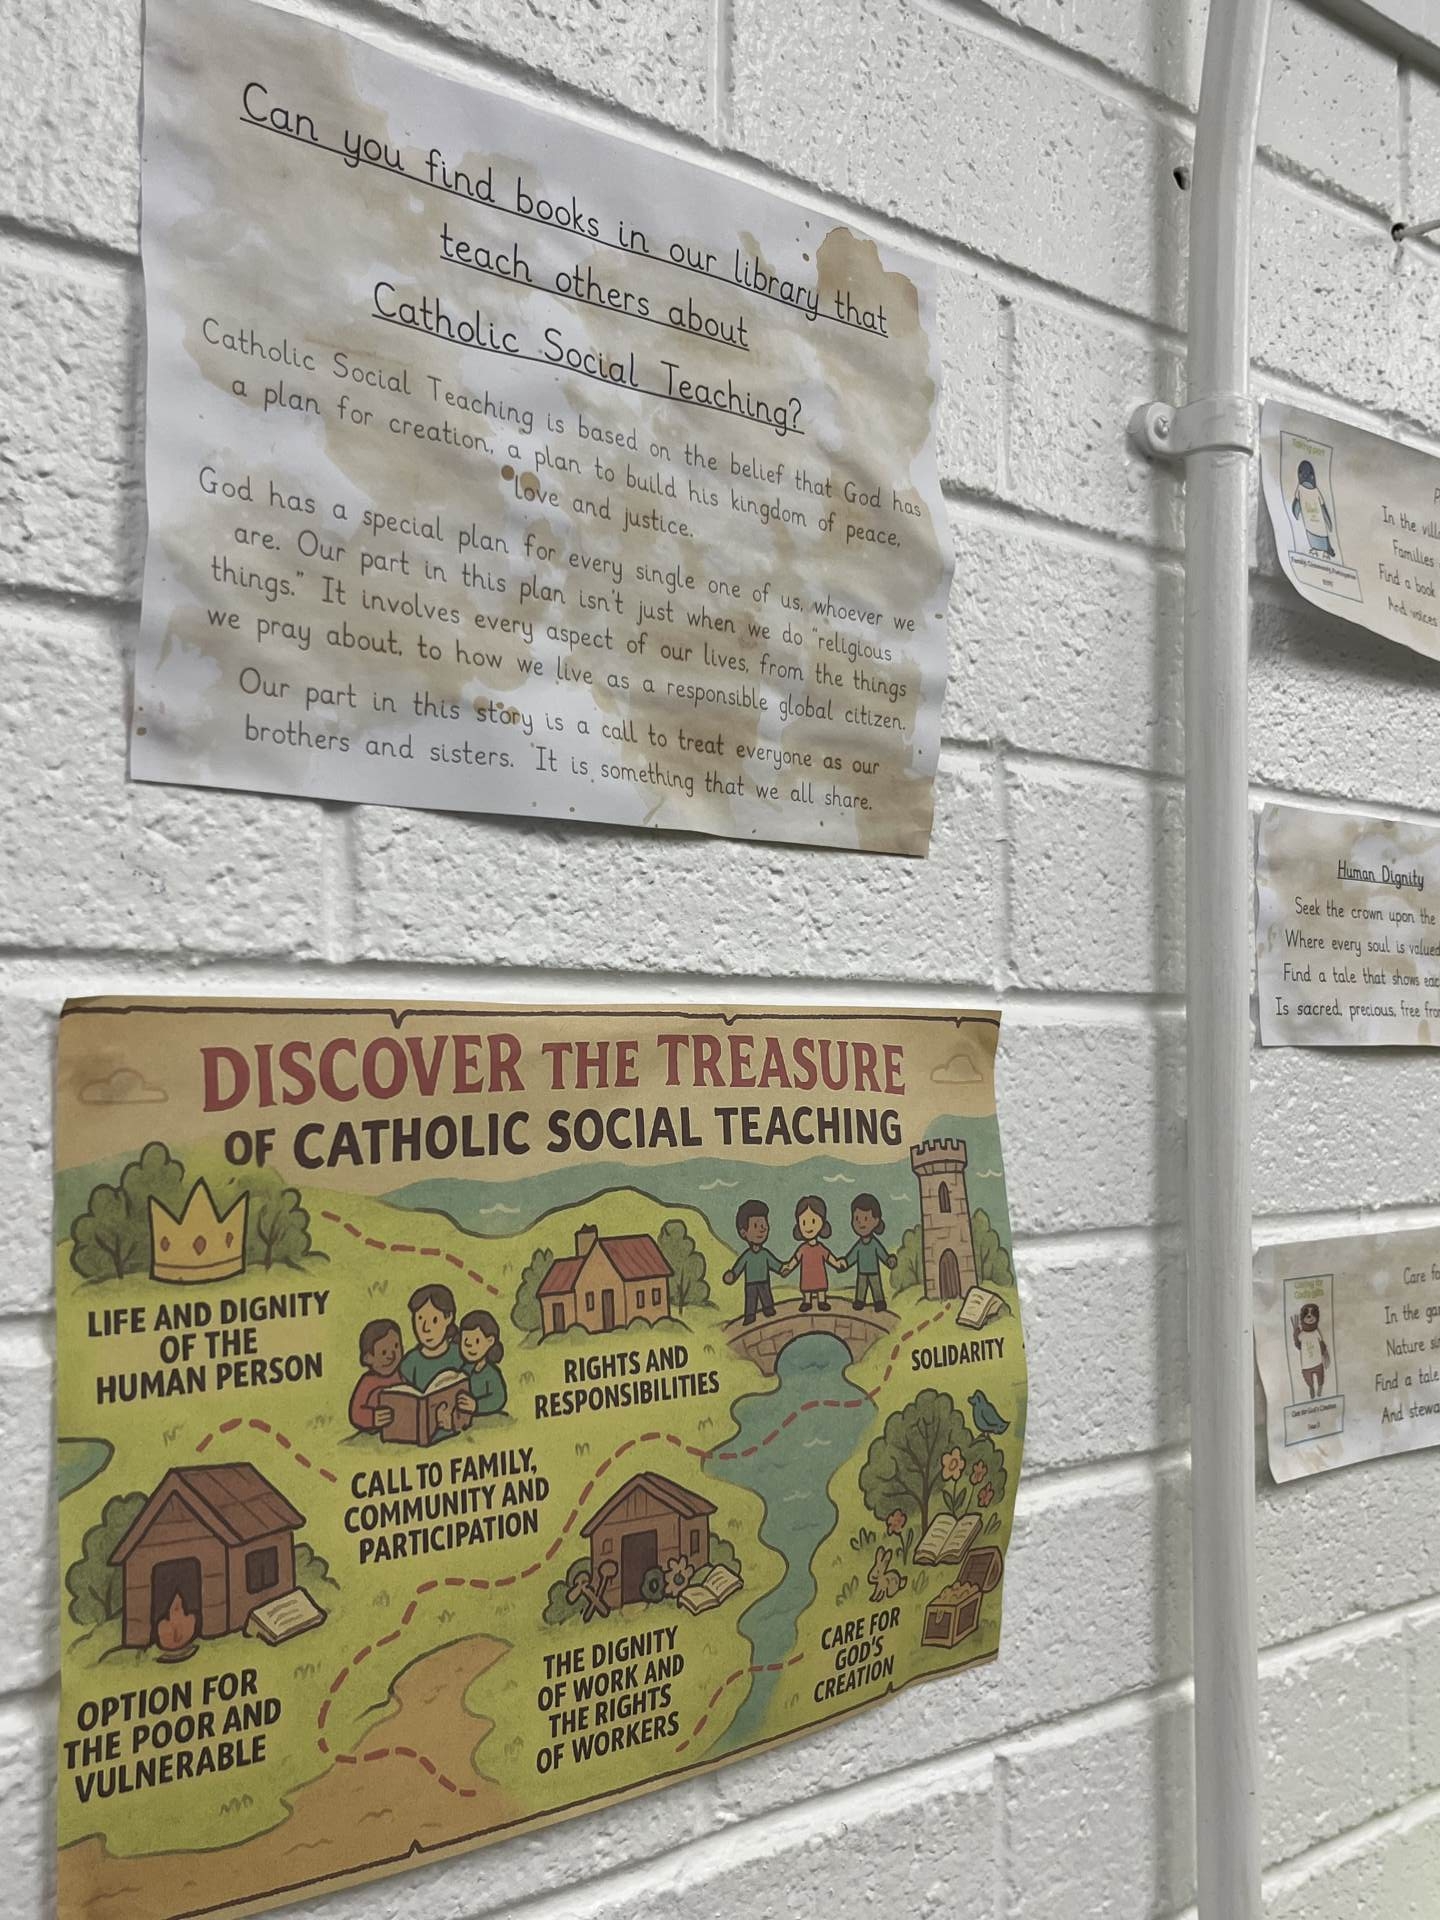 Can you find books in our library that
teach others about
Catholic Social Teaching?
Catholic Social Teaching is based on the belief that God has
a plan for creation, a plan to build his kingdom of peace,
love and justice.
God has a special plan for every single one of us, whoever we
are. Our part in this plan isn't just when we do "religious
things." It involves every aspect of our lives, from the things
we pray about, to how we live as a responsible global citizen.
Our part in this story is a call to treat everyone as our
brothers and sisters. It is something that we all share.
DISCOVER THE TREASURE
OF CATHOLIC SOCIAL TEACHING
LIFE AND DIGNITY
OF THE
HUMAN PERSON
RIGHTS AND
RESPONSIBILITIES
SOLIDARITY
CALL TO FAMILY,
COMMUNITY AND
PARTICIPATION
OPTION FOR
THE POOR AND
VULNERABLE
THE DIGNITY
OF WORK AND
THE RIGHTS
OF WORKERS
CARE FOR
GOD'S
CREATION
In the
Families
Find a book
And voices
Human Dignity
Seek the crown upon the
Where every soul is valued
Find a tale that shows
Is sacred, precious, free
Caring for
God's gifts
Care for God's Creation
Care
In the
Nature
Find a tale
And